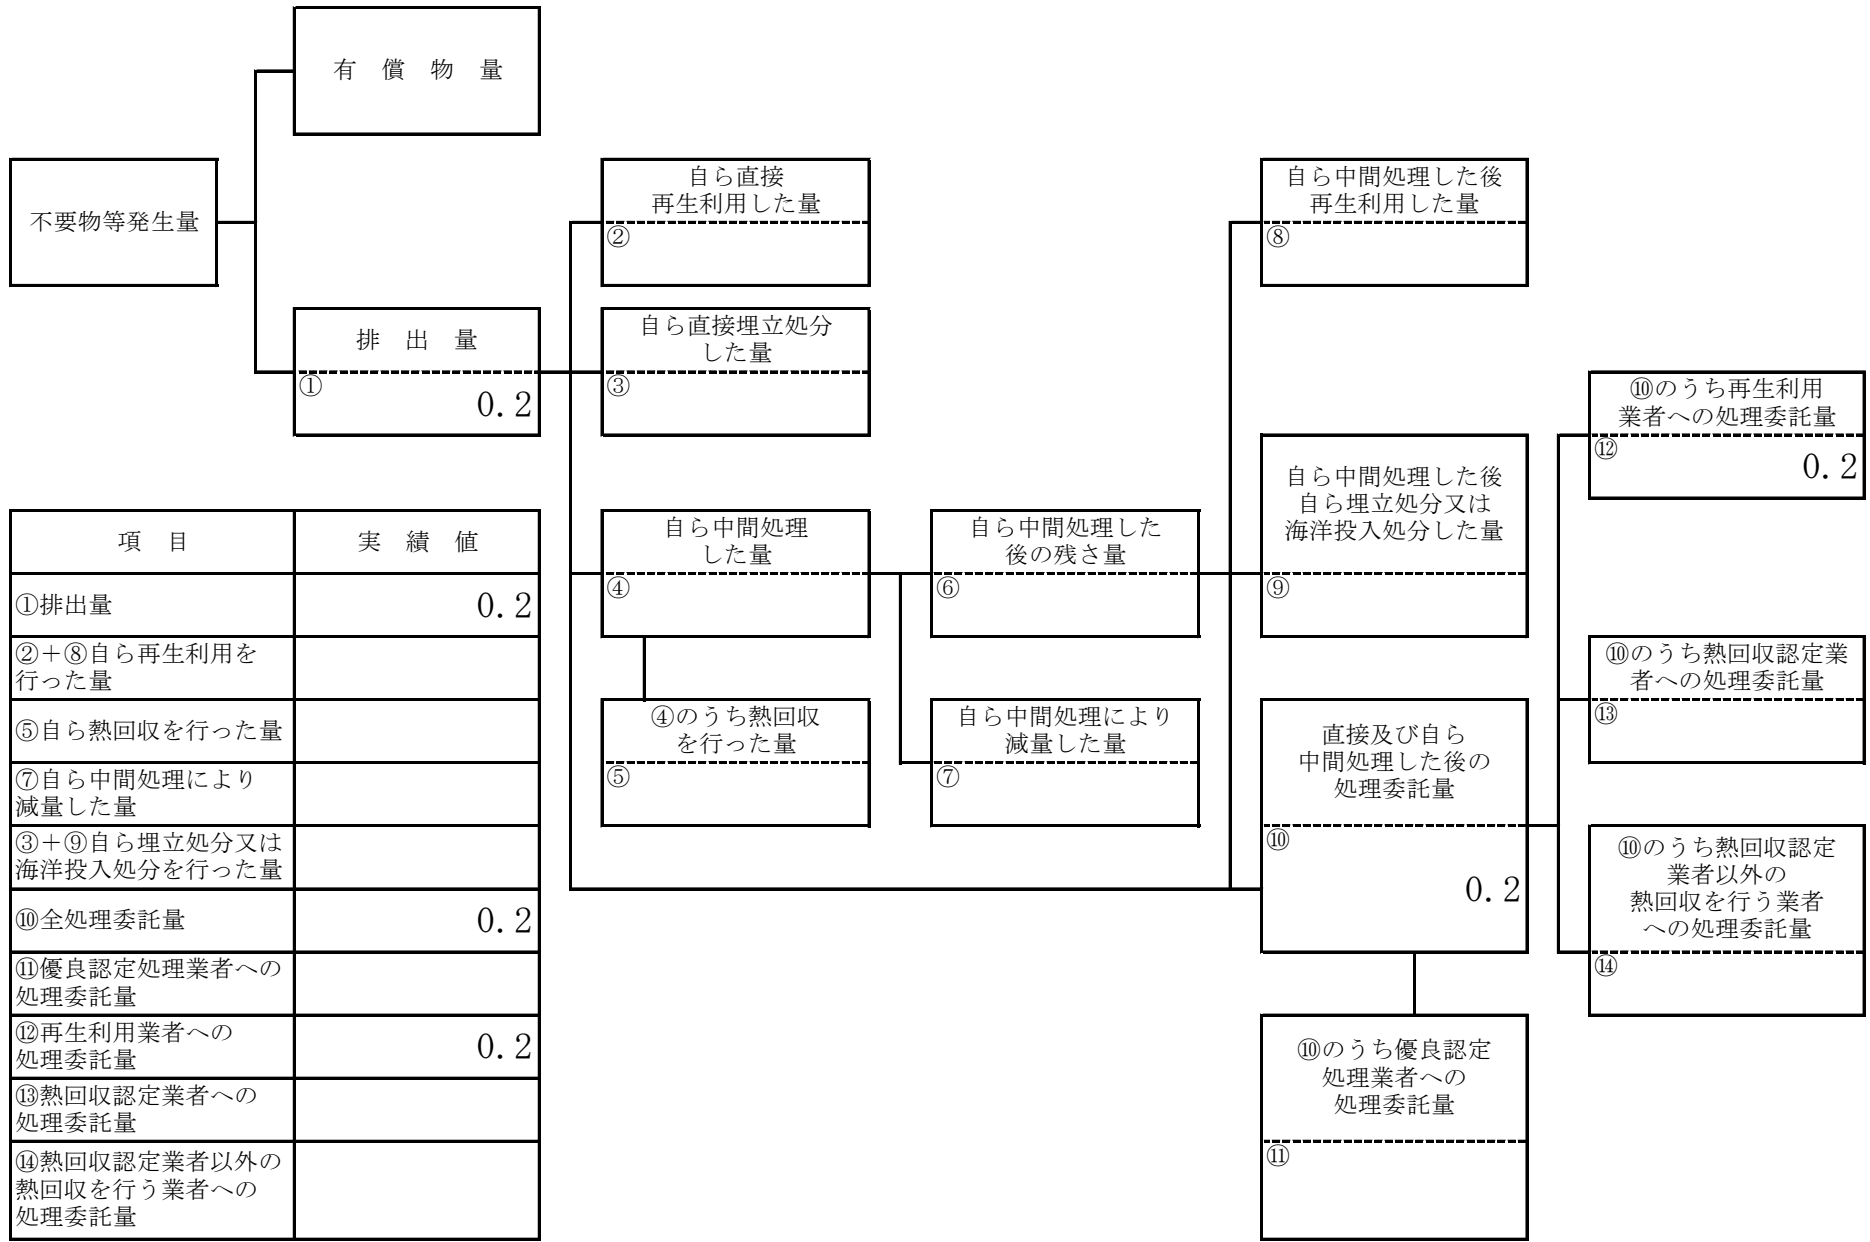 有 償 物 量
不要物等発生量
排 出 量
①
0.2
自ら直接
再生利用した量
②
自ら直接埋立処分
した量
③
自ら中間処理
した量
④
④のうち熱回収
を行った量
⑤
自ら中間処理した
後の残さ量
⑥
自ら中間処理により
減量した量
⑦
自ら中間処理した後
再生利用した量
⑧
自ら中間処理した後
自ら埋立処分又は
海洋投入処分した量
⑨
直接及び自ら
中間処理した後の
処理委託量
⑩
0.2
⑩のうち優良認定
処理業者への
処理委託量
⑪
⑩のうち再生利用
業者への処理委託量
⑫
0.2
⑩のうち熱回収認定業
者への処理委託量
⑬
⑩のうち熱回収認定
業者以外の
熱回収を行う業者
への処理委託量
⑭
項 目 実 績 値
①排出量 0.2
②+⑧自ら再生利用を
行った量
⑤自ら熱回収を行った量
⑦自ら中間処理により
減量した量
③+⑨自ら埋立処分又は
海洋投入処分を行った量
⑩全処理委託量 0.2
⑪優良認定処理業者への
処理委託量
⑫再生利用業者への
処理委託量 0.2
⑬熱回収認定業者への
処理委託量
⑭熱回収認定業者以外の
熱回収を行う業者への
処理委託量